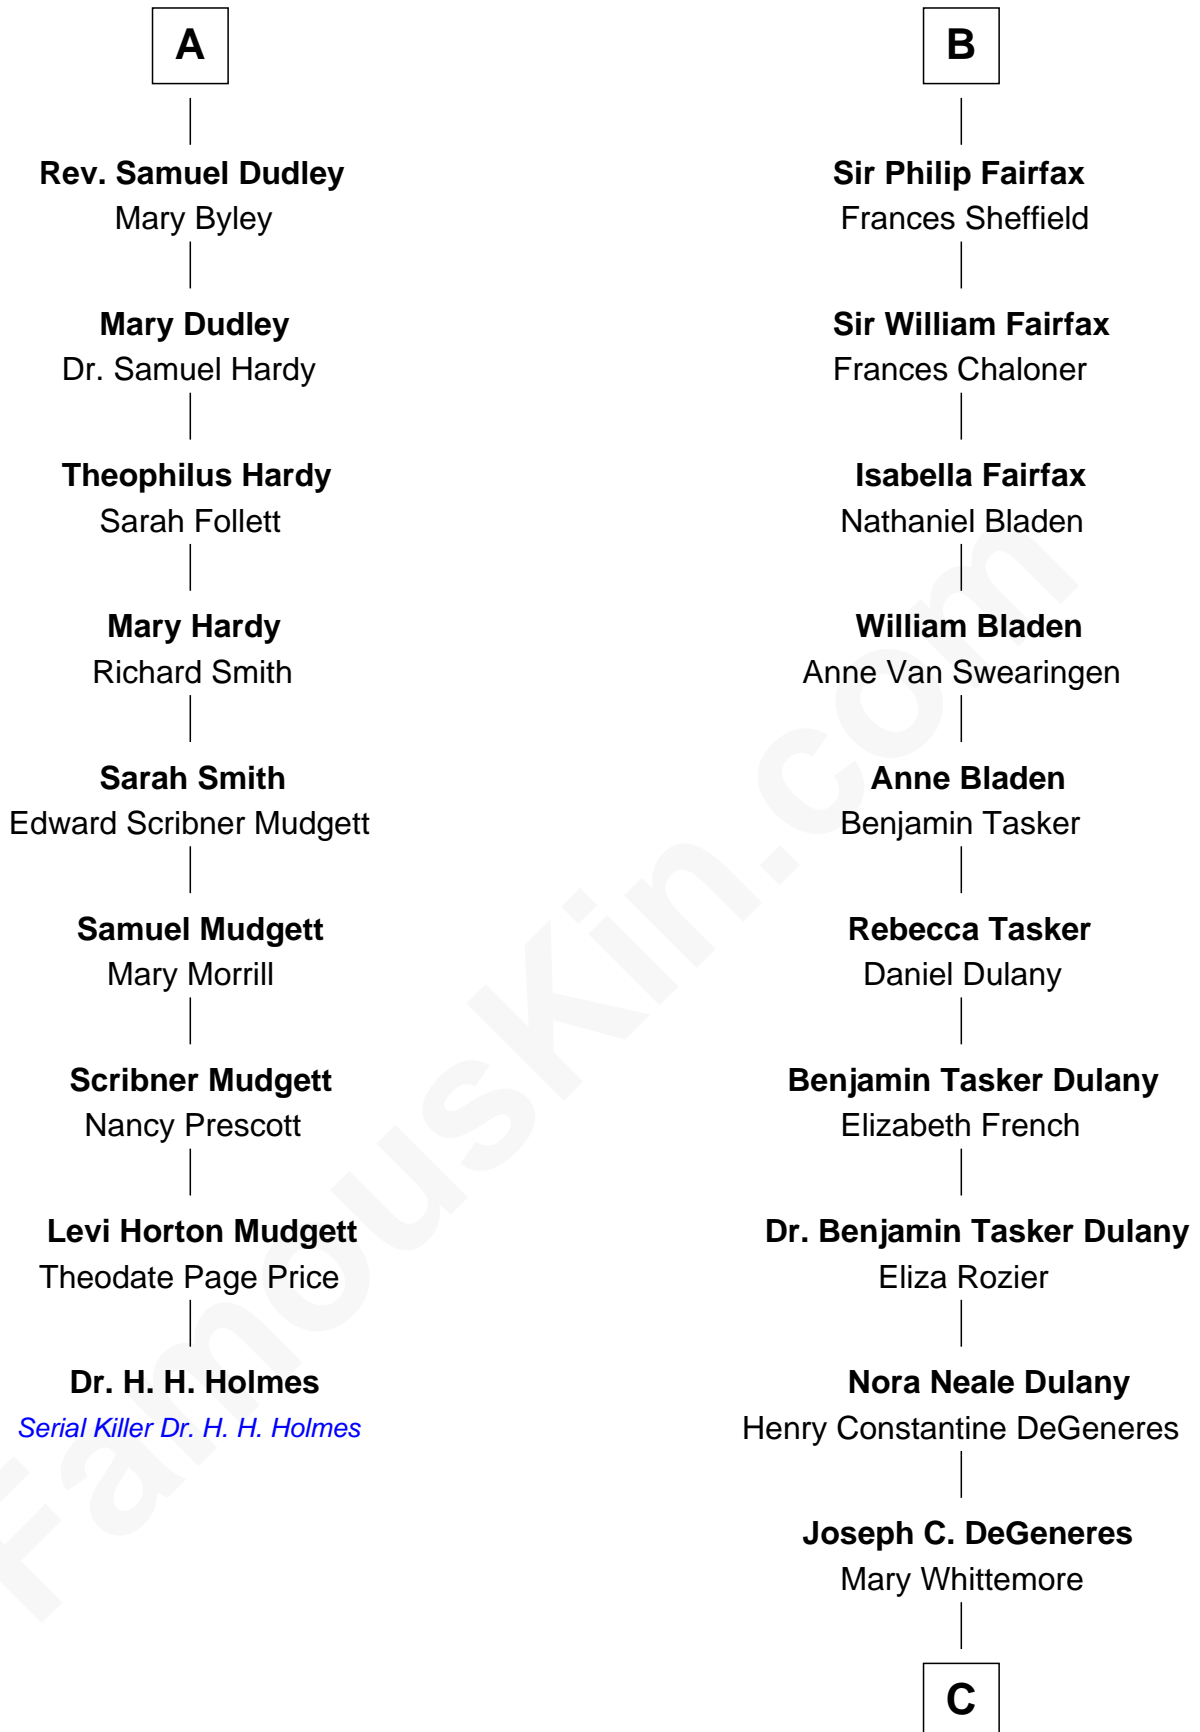 A
Rev. Samuel Dudley
Mary Byley
Mary Dudley
Dr. Samuel Hardy
Theophilus Hardy
Sarah Follett
Mary Hardy
Richard Smith
Sarah Smith
Edward Scribner Mudgett
Samuel Mudgett
Mary Morrill
Scribner Mudgett
Nancy Prescott
Levi Horton Mudgett
Theodate Page Price
Dr. H. H. Holmes
Serial Killer Dr. H. H. Holmes
B
Sir Philip Fairfax
Frances Sheffield
Sir William Fairfax
Frances Chaloner
Isabella Fairfax
Nathaniel Bladen
William Bladen
Anne Van Swearingen
Anne Bladen
Benjamin Tasker
Rebecca Tasker
Daniel Dulany
Benjamin Tasker Dulany
Elizabeth French
Dr. Benjamin Tasker Dulany
Eliza Rozier
Nora Neale Dulany
Henry Constantine DeGeneres
Joseph C. DeGeneres
Mary Whittemore
C
FamousKin.com